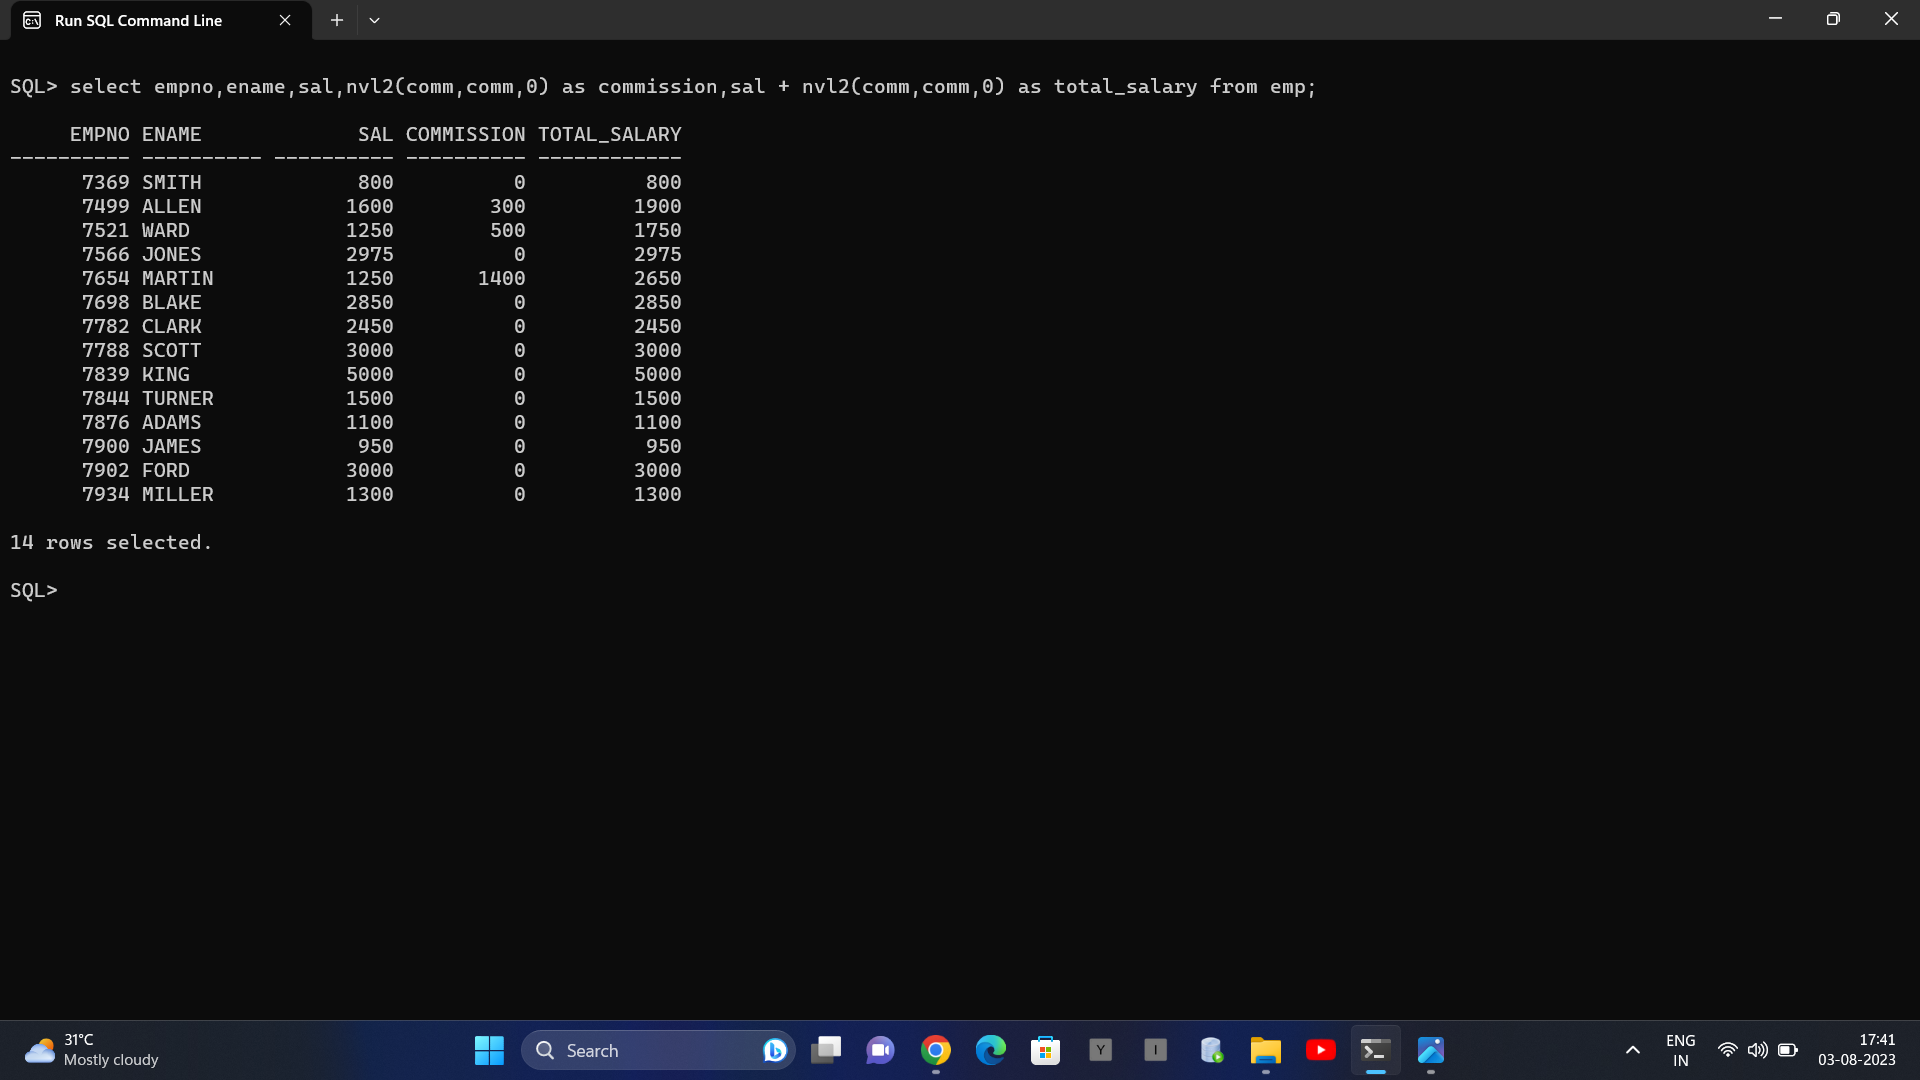 Run SQL Command Line
SQL> select empno,ename,sal,nvl2(comm,comm,0) as commission,sal + nvl2(comm,comm,0) as total_salary from emp;
     EMPNO ENAME             SAL COMMISSION TOTAL_SALARY
---------- ---------- ---------- ---------- ------------
      7369 SMITH             800          0          800
      7499 ALLEN            1600        300         1900
      7521 WARD             1250        500         1750
      7566 JONES            2975          0         2975
      7654 MARTIN           1250       1400         2650
      7698 BLAKE            2850          0         2850
      7782 CLARK            2450          0         2450
      7788 SCOTT            3000          0         3000
      7839 KING             5000          0         5000
      7844 TURNER           1500          0         1500
      7876 ADAMS            1100          0         1100
      7900 JAMES             950          0          950
      7902 FORD             3000          0         3000
      7934 MILLER           1300          0         1300
14 rows selected.
SQL>
31°C
Mostly cloudy
Search
Y
I
ENG
IN
17:41
03-08-2023